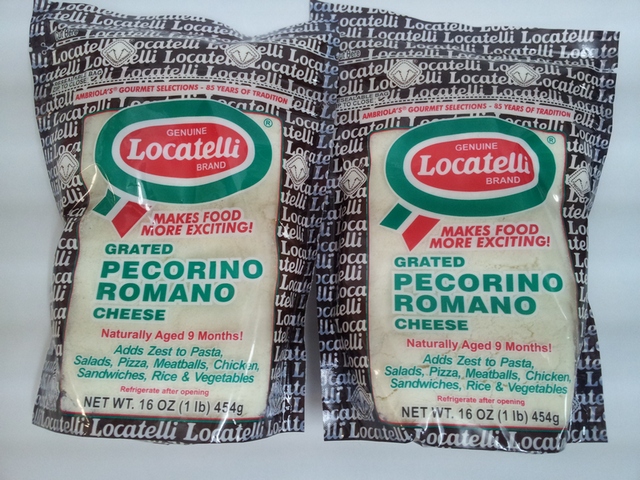 AMBRIOLA'S® GOURMET SELECTIONS - 85 YEARS OF TRADITION
GENUINE
Locatelli ®
BRAND
MAKES FOOD
MORE EXCITING!
GRATED
PECORINO
ROMANO
CHEESE
Naturally Aged 9 Months!
Adds Zest to Pasta,
Salads, Pizza, Meatballs, Chicken,
Sandwiches, Rice & Vegetables
Refrigerate after opening
NET WT. 16 OZ (1 lb) 454g
Locatelli Locatelli
AMBRIOLA'S® GOURMET SELECTIONS - 85 YEARS OF TRADITION
GENUINE
Locatelli ®
BRAND
MAKES FOOD
MORE EXCITING!
GRATED
PECORINO
ROMANO
CHEESE
Naturally Aged 9 Months!
Adds Zest to Pasta,
Salads, Pizza, Meatballs, Chicken,
Sandwiches, Rice & Vegetables
Refrigerate after opening
NET WT. 16 OZ (1 lb) 454g
Locatelli Locatelli